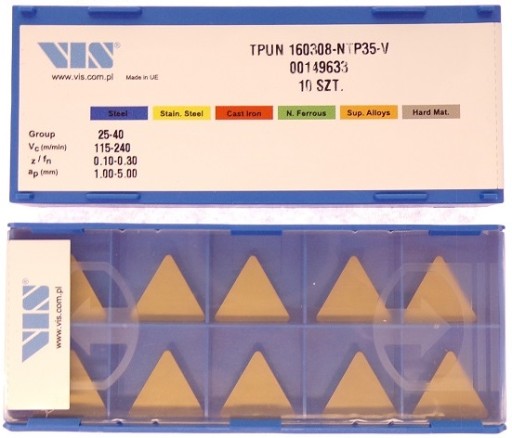 VIS
www.vis.com.pl Made in UE
TPUN 160308-NTP35-V
00149633
10 SZT.
Steel Stain. Steel Cast Iron N. Ferrous Sup. Alloys Hard Mat.
Group 25-40
Vc (m/min) 115-240
z / fn 0.10-0.30
ap (mm) 1.00-5.00
VIS
www.vis.com.pl